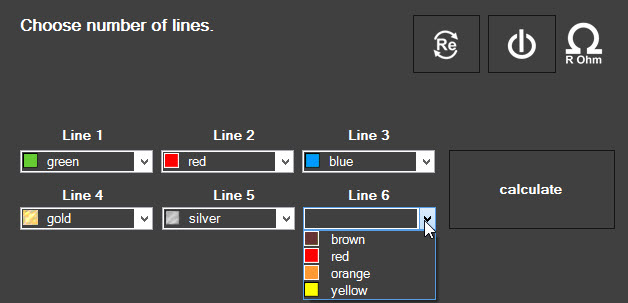 Choose number of lines.
Re
Ω
R Ohm
Line 1
Line 2
Line 3
green
red
blue
calculate
Line 4
Line 5
Line 6
gold
silver
brown
red
orange
yellow